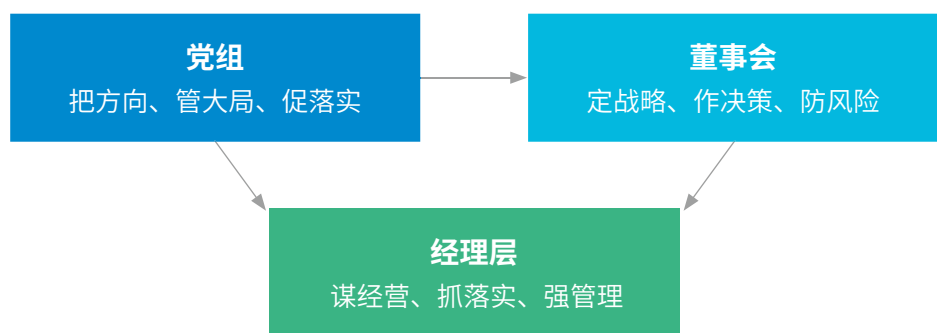 党组
把方向、管大局、促落实
董事会
定战略、作决策、防风险
经理层
谋经营、抓落实、强管理